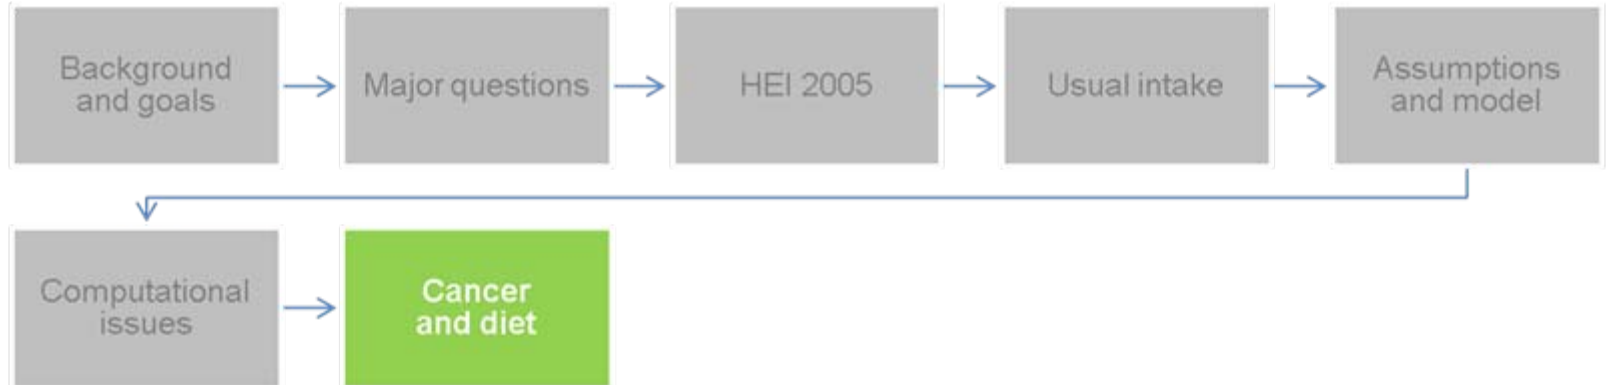 Background
and goals
Major questions
HEI 2005
Usual intake
Assumptions
and model
Computational
issues
Cancer
and diet